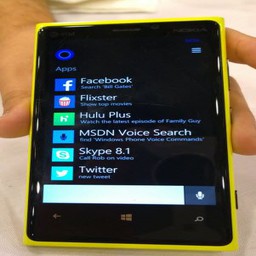 Apps
Facebook
Search 'Bill Gates'
Flixster
Show top movies
Hulu Plus
Watch the latest episode of Family Guy
MSDN Voice Search
find 'Windows Phone Voice Commands'
Skype 8.1
Call Rob on video
Twitter
new tweet